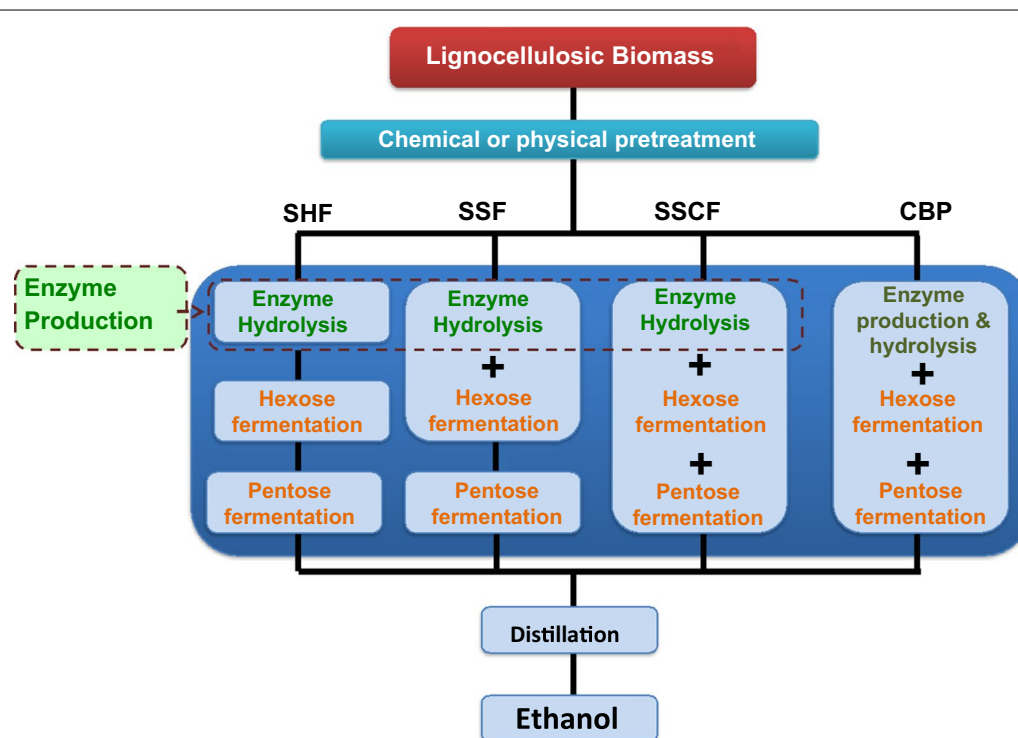 Lignocellulosic Biomass
Chemical or physical pretreatment
SHF
SSF
SSCF
CBP
Enzyme
Production
Enzyme
Hydrolysis
Hexose
fermentation
Pentose
fermentation
Enzyme
Hydrolysis
+
Hexose
fermentation
Pentose
fermentation
Enzyme
Hydrolysis
+
Hexose
fermentation
+
Pentose
fermentation
Enzyme
production &
hydrolysis
+
Hexose
fermentation
+
Pentose
fermentation
Distillation
Ethanol